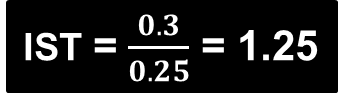 IST = 0.3/0.25 = 1.25